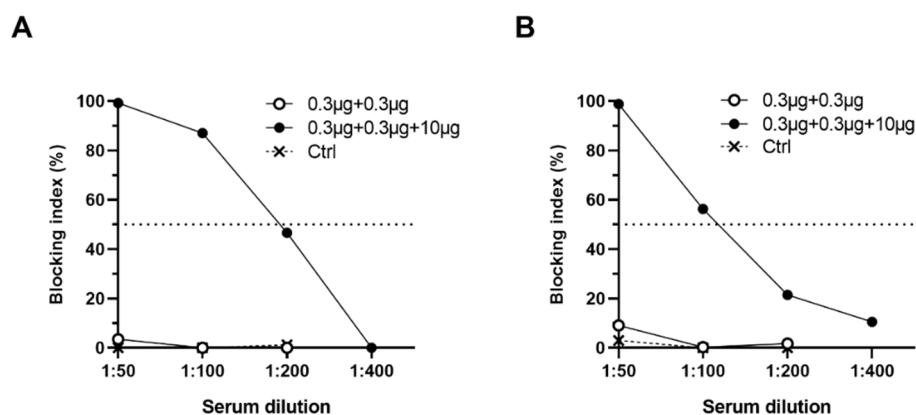 A
B
0.3µg+0.3µg
0.3µg+0.3µg+10µg
Ctrl
Blocking index (%)
100
80
60
40
20
0
1:50
1:100
1:200
1:400
Serum dilution
0.3µg+0.3µg
0.3µg+0.3µg+10µg
Ctrl
Blocking index (%)
100
80
60
40
20
0
1:50
1:100
1:200
1:400
Serum dilution